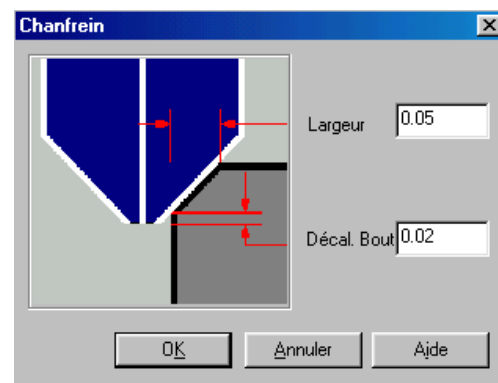 Chanfrein
Largeur 0.05
Décal. Bout 0.02
OK Annuler Aide